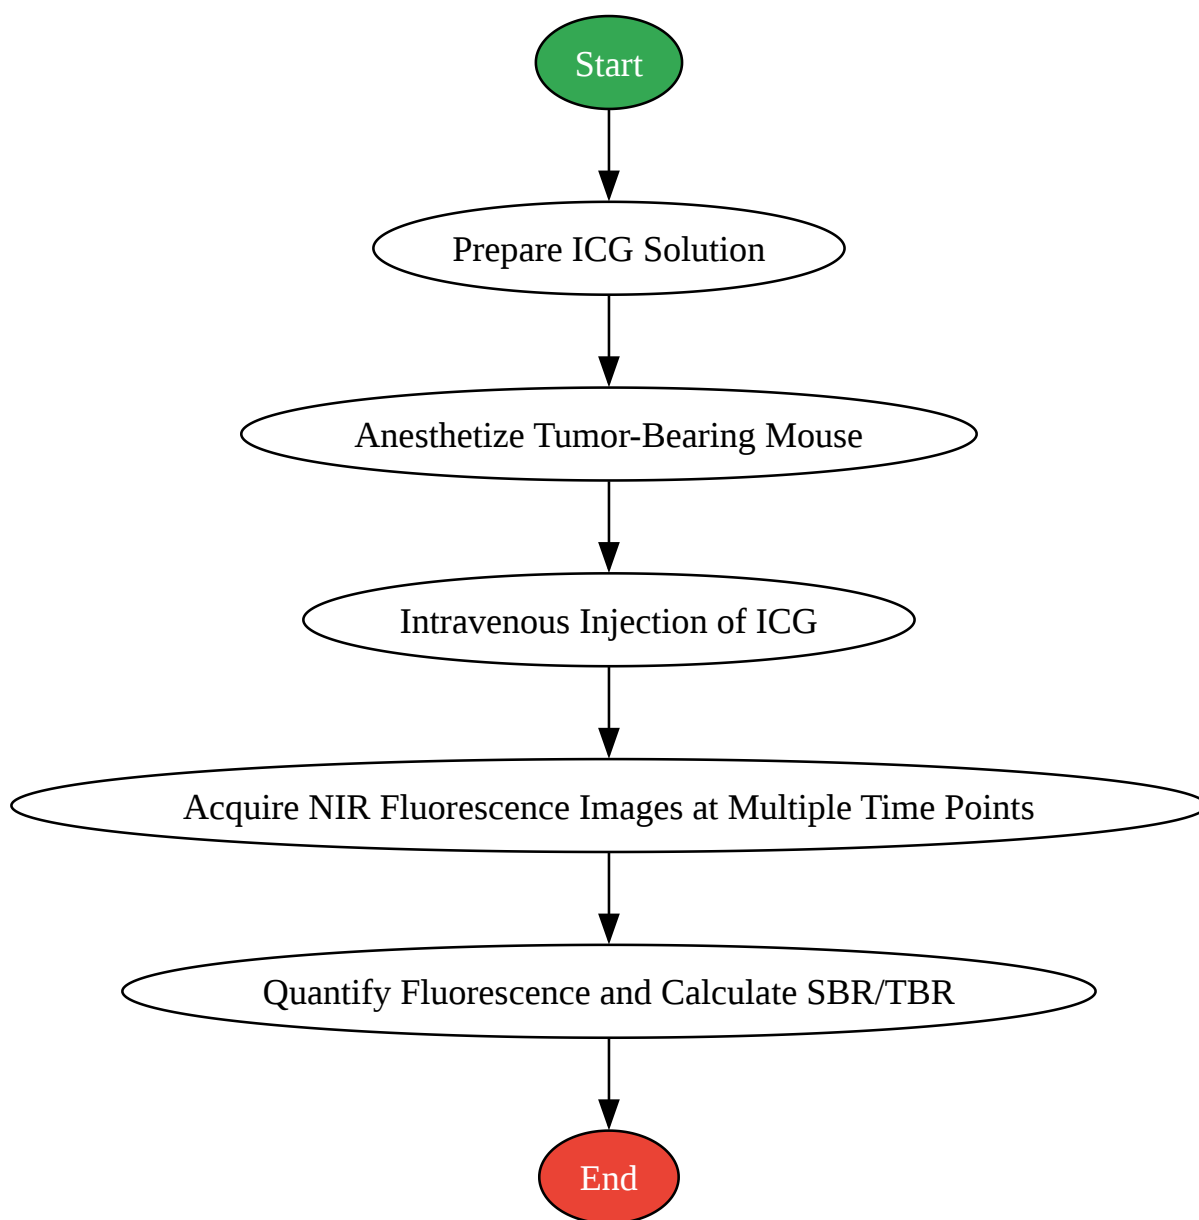 Start
Prepare ICG Solution
Anesthetize Tumor-Bearing Mouse
Intravenous Injection of ICG
Acquire NIR Fluorescence Images at Multiple Time Points
Quantify Fluorescence and Calculate SBR/TBR
End